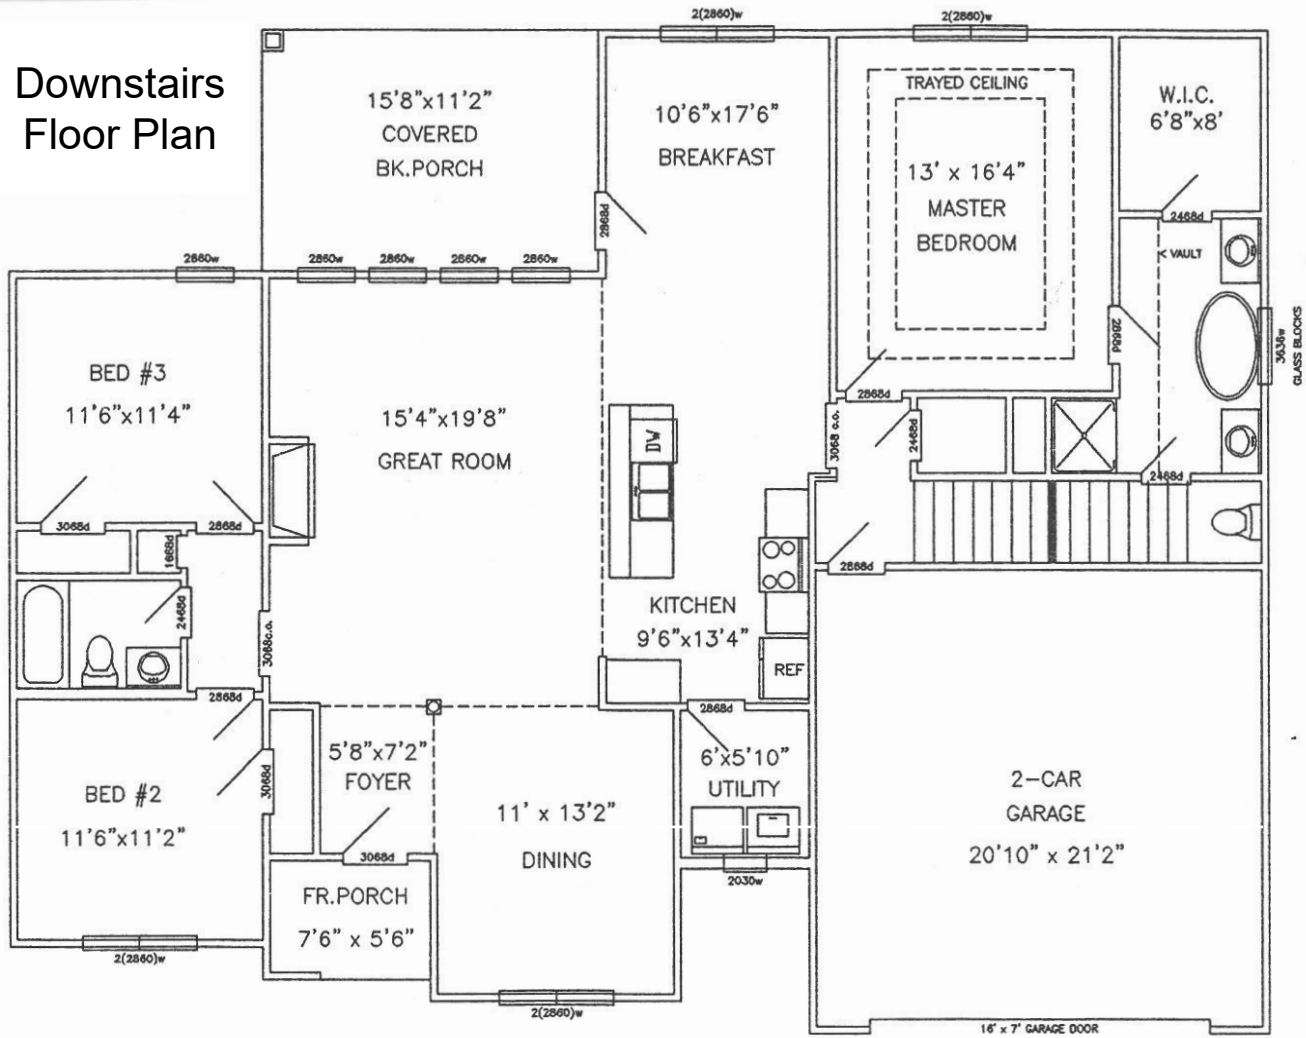 Downstairs
Floor Plan
2(2860)w
2(2860)w
15'8"x11'2"
COVERED
BK.PORCH
10'6"x17'6"
BREAKFAST
TRAYED CEILING
13' x 16'4"
MASTER
BEDROOM
W.I.C.
6'8"x8'
2468d
< VAULT
2868d
2860w
2860w
2860w
2860w
2860w
2668d
3636w
GLASS BLOCKS
BED #3
11'6"x11'4"
15'4"x19'8"
GREAT ROOM
DW
2868d
3068 c.o.
2468d
2468d
3068d
2868d
1668d
2468d
3068c.o.
2868d
KITCHEN
9'6"x13'4"
REF
2868d
2868d
5'8"x7'2"
FOYER
6'x5'10"
UTILITY
3068d
BED #2
11'6"x11'2"
11' x 13'2"
DINING
2-CAR
GARAGE
20'10" x 21'2"
3068d
2030w
FR.PORCH
7'6" x 5'6"
2(2860)w
2(2860)w
16' x 7' GARAGE DOOR